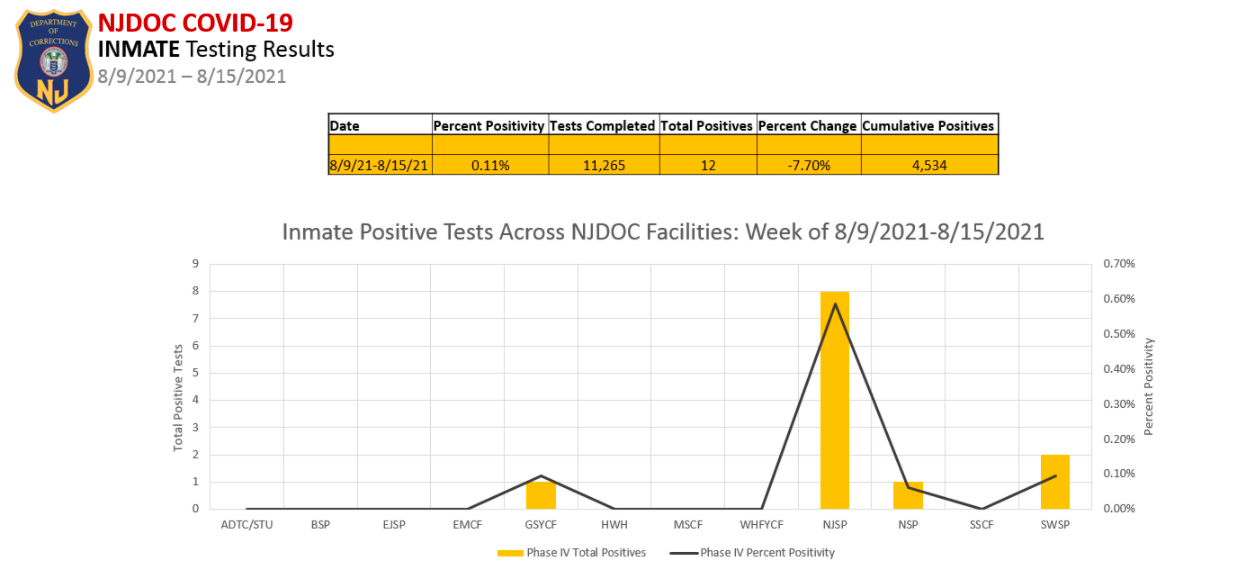 DEPARTMENT
OF
CORRECTIONS
NJ
NJDOC COVID-19
INMATE Testing Results
8/9/2021 – 8/15/2021
Date Percent Positivity Tests Completed Total Positives Percent Change Cumulative Positives
8/9/21-8/15/21 0.11% 11,265 12 -7.70% 4,534
Inmate Positive Tests Across NJDOC Facilities: Week of 8/9/2021-8/15/2021
Total Positive Tests
9
8
7
6
5
4
3
2
1
0
0.70%
0.60%
0.50%
0.40%
0.30%
0.20%
0.10%
0.00%
Percent Positivity
ADTC/STU BSP EJSP EMCF GSYCF HWH MSCF WHFYCF NJSP NSP SSCF SWSP
Phase IV Total Positives Phase IV Percent Positivity